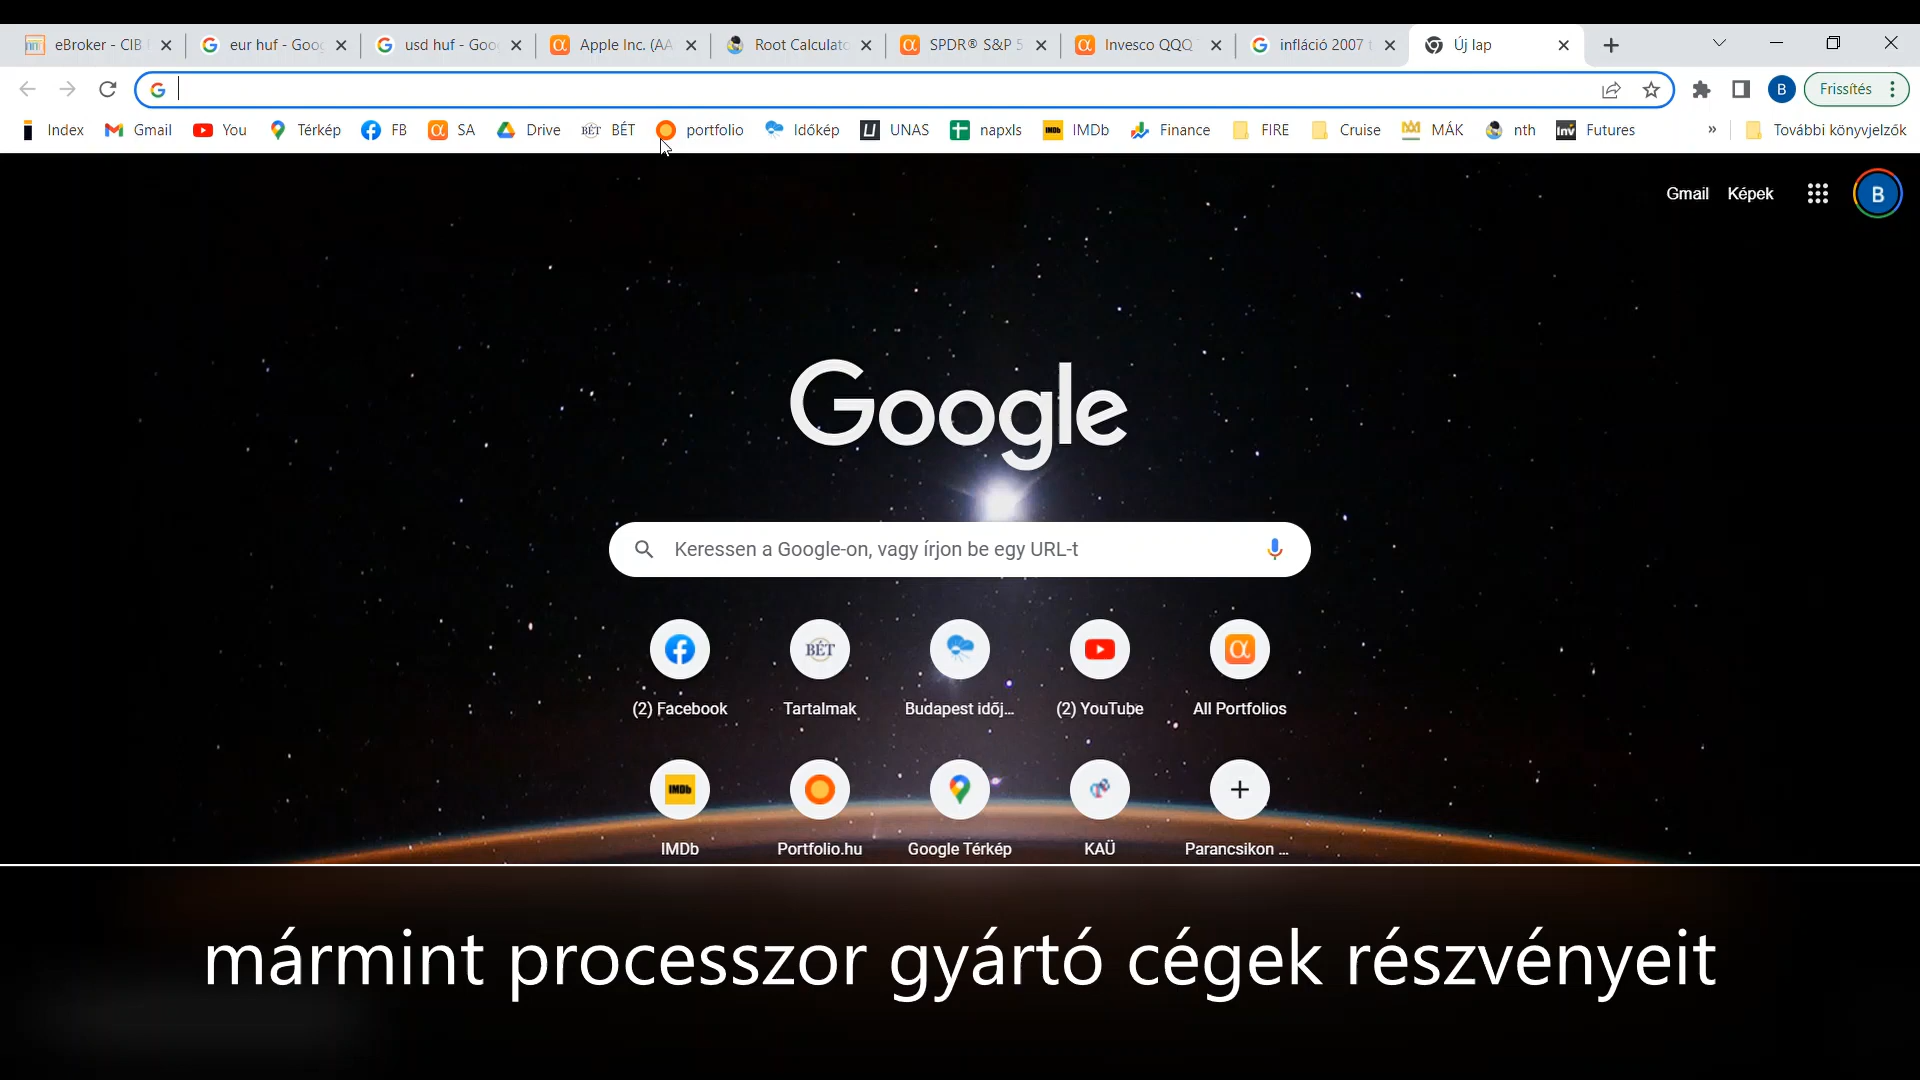 eBroker - CIB
eur huf - Goo
usd huf - Goo
Apple Inc. (AA
Root Calculato
SPDR® S&P 5
Invesco QQQ
infláció 2007
Új lap
Frissítés
Index
Gmail
You
Térkép
FB
SA
Drive
BÉT
portfolio
Időkép
UNAS
napxls
IMDb
Finance
FIRE
Cruise
MÁK
nth
Futures
»
További könyvjelzők
Gmail
Képek
B
Google
Keressen a Google-on, vagy írjon be egy URL-t
(2) Facebook
Tartalmak
Budapest időj...
(2) YouTube
All Portfolios
IMDb
Portfolio.hu
Google Térkép
KAÜ
Parancsikon ...
mármint processzor gyártó cégek részvényeit